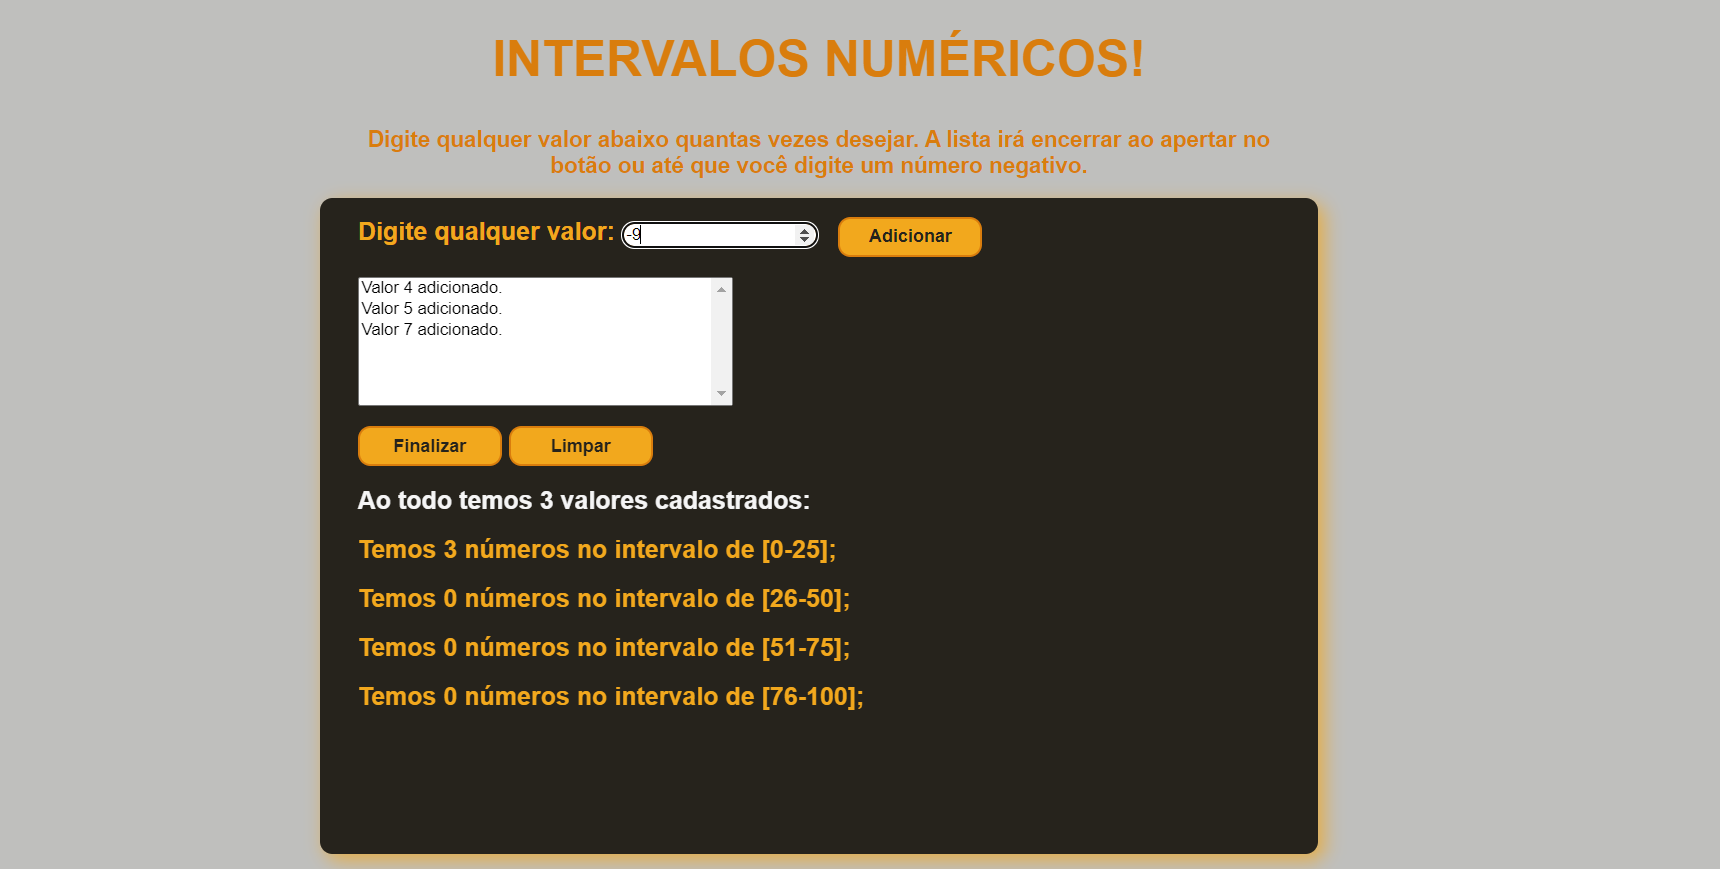 INTERVALOS NUMÉRICOS!
Digite qualquer valor abaixo quantas vezes desejar. A lista irá encerrar ao apertar no
botão ou até que você digite um número negativo.
Digite qualquer valor: -9 Adicionar
Valor 4 adicionado.
Valor 5 adicionado.
Valor 7 adicionado.
Finalizar Limpar
Ao todo temos 3 valores cadastrados:
Temos 3 números no intervalo de [0-25];
Temos 0 números no intervalo de [26-50];
Temos 0 números no intervalo de [51-75];
Temos 0 números no intervalo de [76-100];